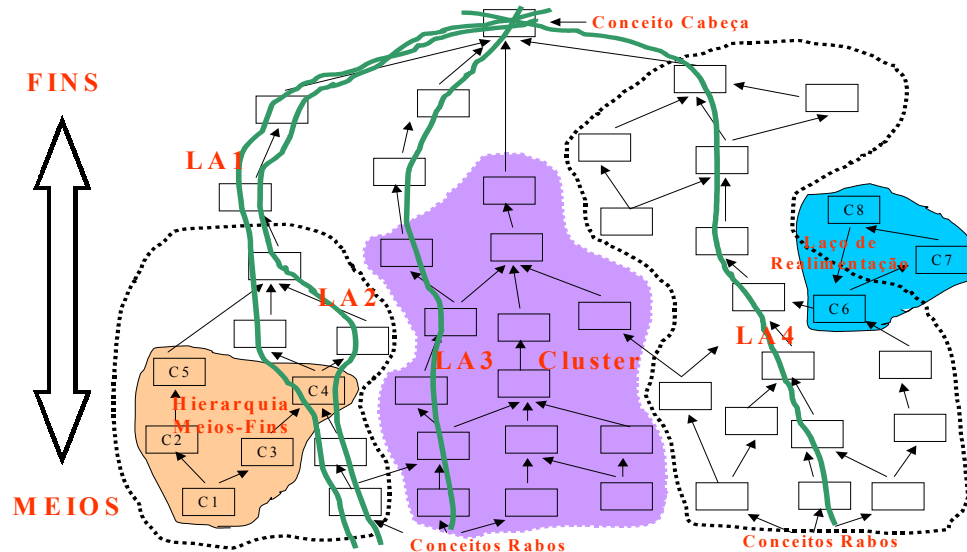 Conceito Cabeça
FINS
LA1
C8
Laço de
Realimentação
C7
LA2
C6
LA4
LA3
Cluster
C5
C4
Hierarquia
Meios-Fins
C2
C3
C1
MEIOS
Conceitos Rabos
Conceitos Rabos